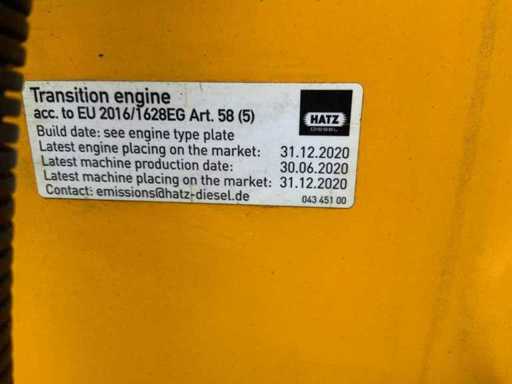 Transition engine
acc. to EU 2016/1628EG Art. 58 (5)
HATZ
DIESEL
Build date: see engine type plate
Latest engine placing on the market: 31.12.2020
Latest machine production date: 30.06.2020
Latest machine placing on the market: 31.12.2020
Contact: emissions@hatz-diesel.de
043 451 00